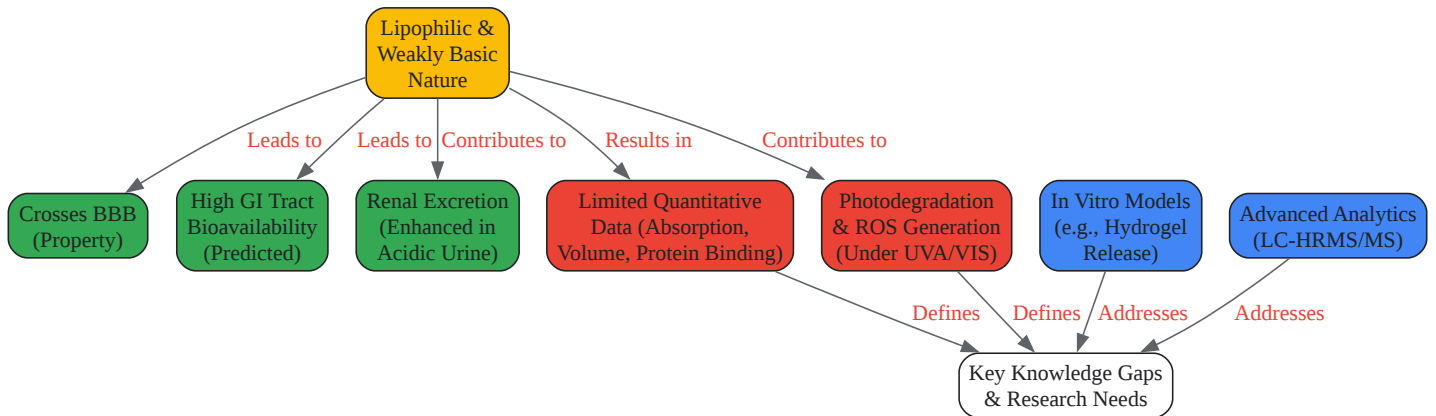 Lipophilic &
Weakly Basic
Nature
Leads to
Leads to
Contributes to
Results in
Contributes to
Crosses BBB
(Property)
High GI Tract
Bioavailability
(Predicted)
Renal Excretion
(Enhanced in
Acidic Urine)
Limited Quantitative
Data (Absorption,
Volume, Protein Binding)
Photodegradation
& ROS Generation
(Under UVA/VIS)
In Vitro Models
(e.g., Hydrogel
Release)
Advanced Analytics
(LC-HRMS/MS)
Defines
Defines
Addresses
Addresses
Key Knowledge Gaps
& Research Needs